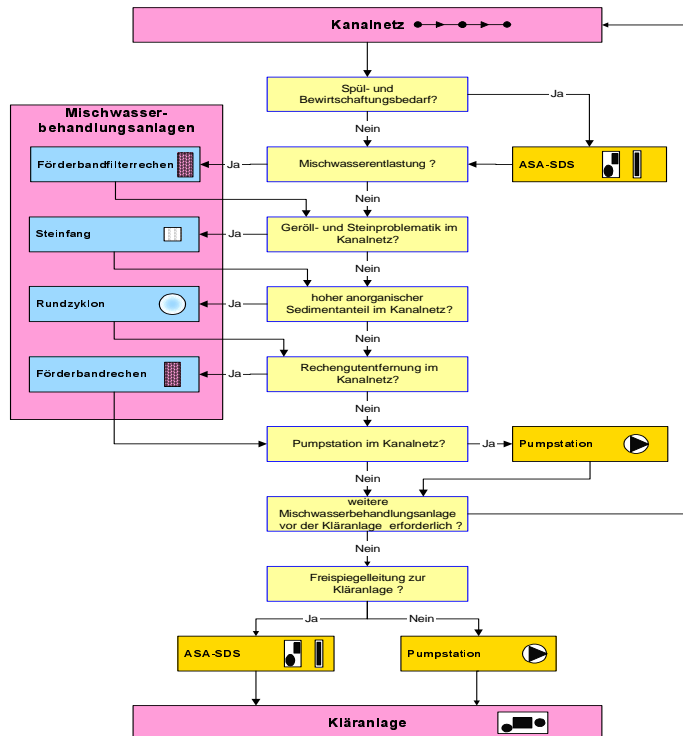 Kanalnetz
Spül- und
Bewirtschaftungsbedarf?
Ja
Nein
Mischwasser-
behandlungsanlagen
Förderbandfilterrechen
Ja
Mischwasserentlastung ?
ASA-SDS
Nein
Steinfang
Ja
Geröll- und Steinproblematik im
Kanalnetz?
Nein
Rundzyklon
Ja
hoher anorganischer
Sedimentanteil im Kanalnetz?
Nein
Förderbandrechen
Ja
Rechengutentfernung im
Kanalnetz?
Nein
Pumpstation im Kanalnetz?
Ja
Pumpstation
Nein
weitere
Mischwasserbehandlungsanlage
vor der Kläranlage erforderlich ?
Nein
Freispiegelleitung zur
Kläranlage ?
Ja
Nein
ASA-SDS
Pumpstation
Kläranlage